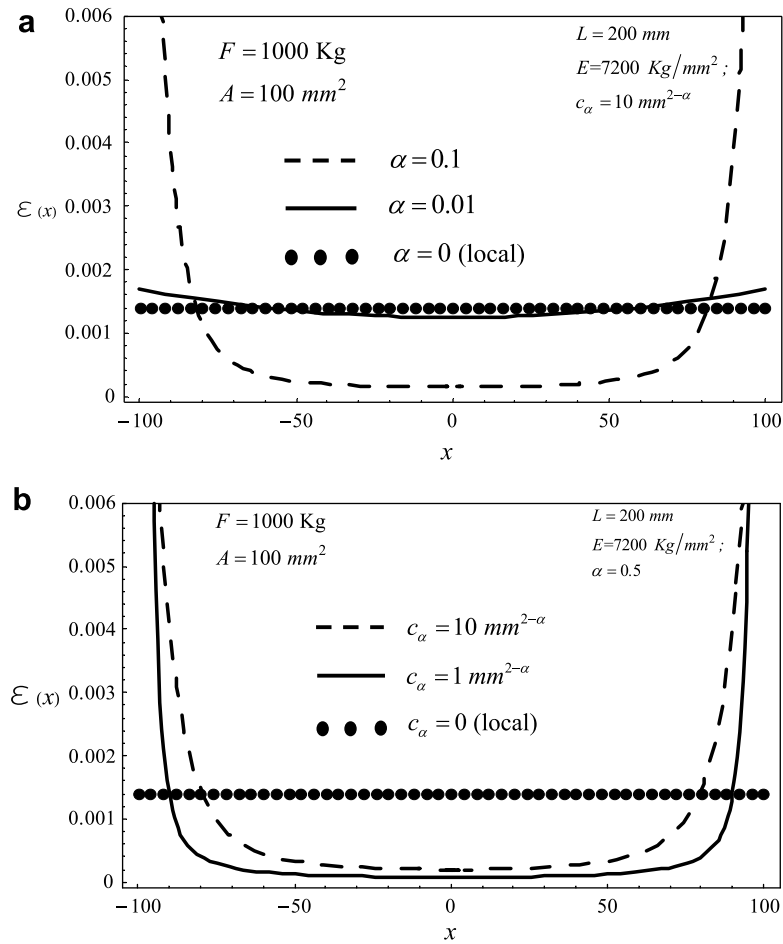 a
F = 1000 Kg
A = 100 mm²
L = 200 mm
E=7200 Kg/mm² ;
c_α = 10 mm^{2-α}
α = 0.1
α = 0.01
α = 0 (local)
ε (x)
0.006
0.005
0.004
0.003
0.002
0.001
0
−100
−50
0
50
100
x
b
F = 1000 Kg
A = 100 mm²
L = 200 mm
E=7200 Kg/mm² ;
α = 0.5
c_α = 10 mm^{2-α}
c_α = 1 mm^{2-α}
c_α = 0 (local)
ε (x)
0.006
0.005
0.004
0.003
0.002
0.001
0
−100
−50
0
50
100
x